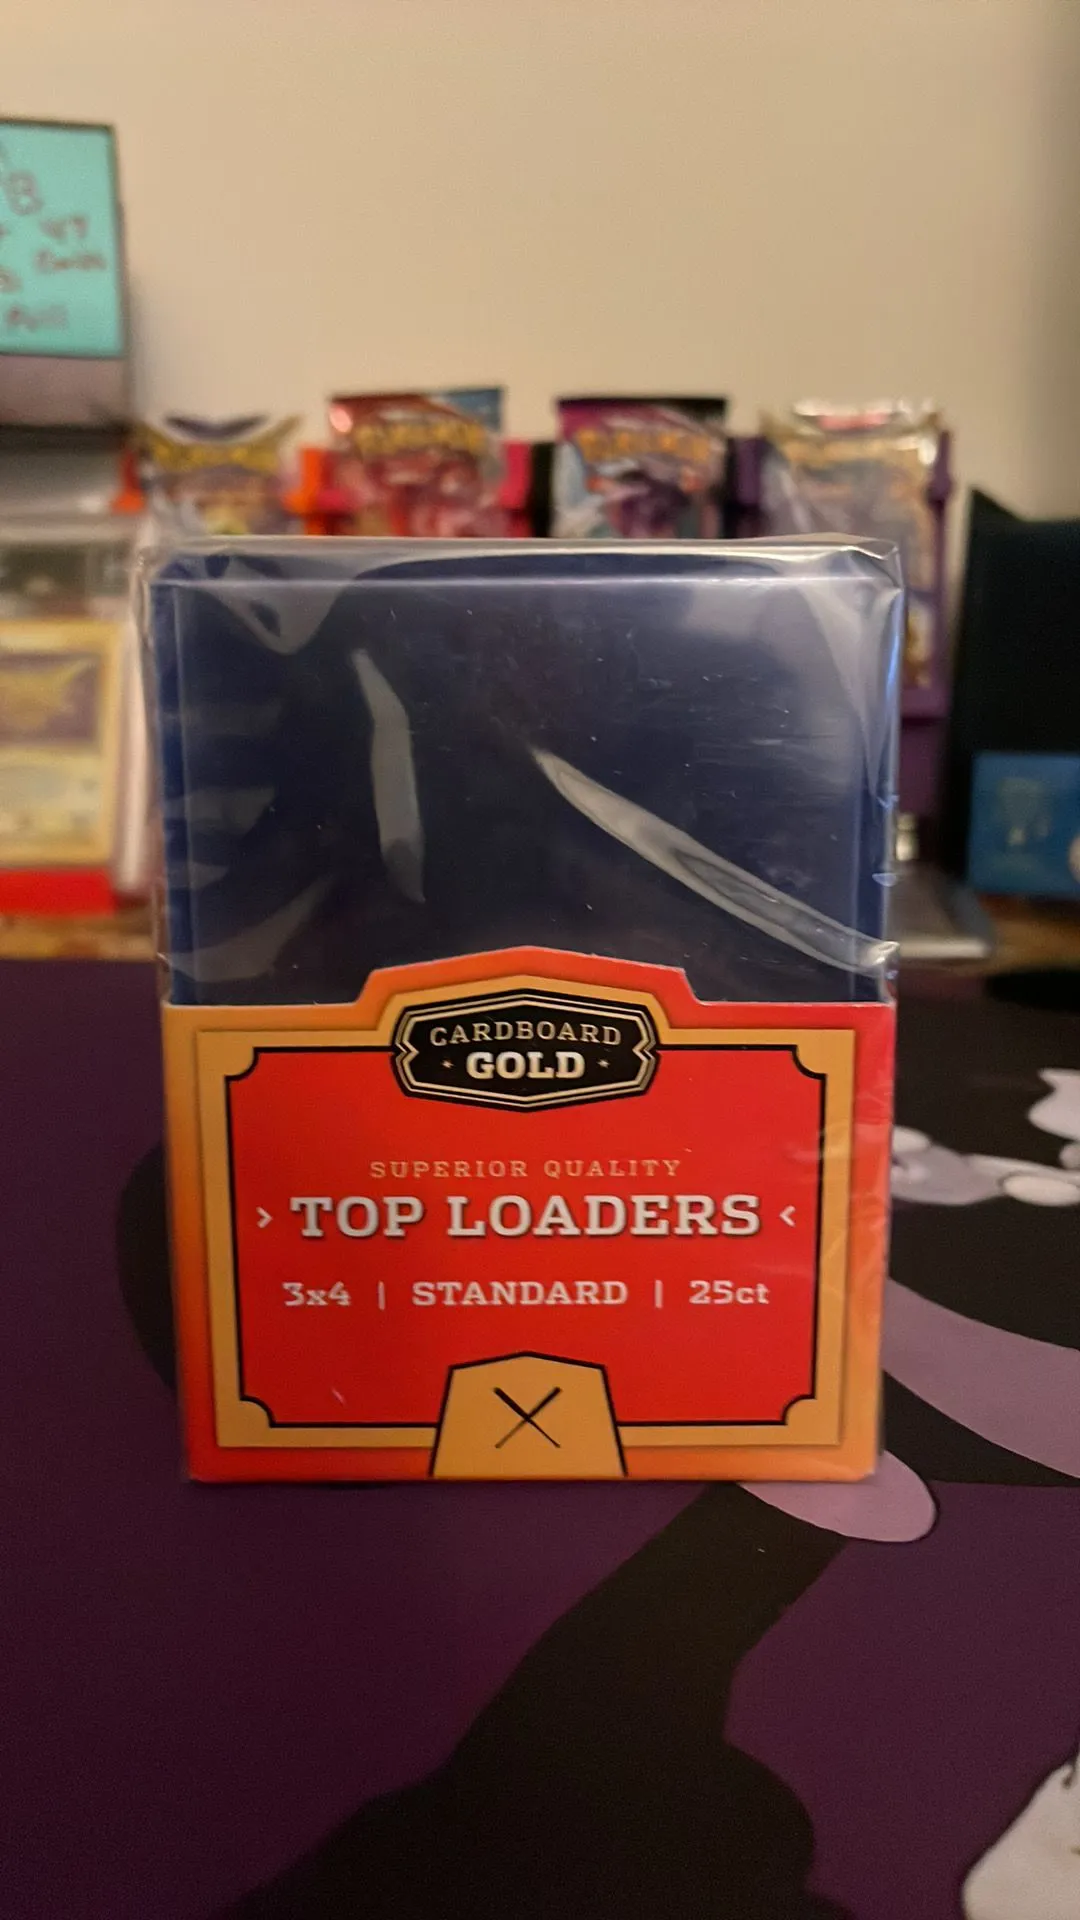 CARDBOARD
GOLD
SUPERIOR QUALITY
TOP LOADERS
3x4 | STANDARD | 25ct